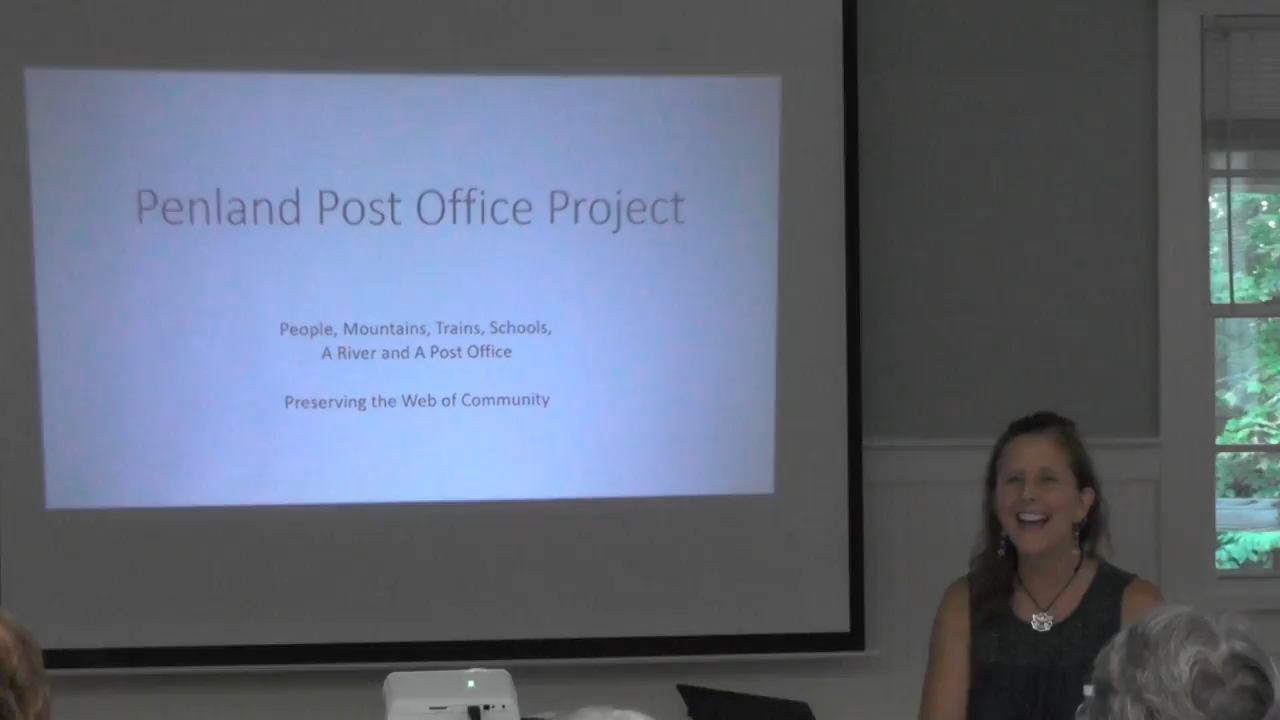 Penland Post Office Project
People, Mountains, Trains, Schools,
A River and A Post Office
Preserving the Web of Community